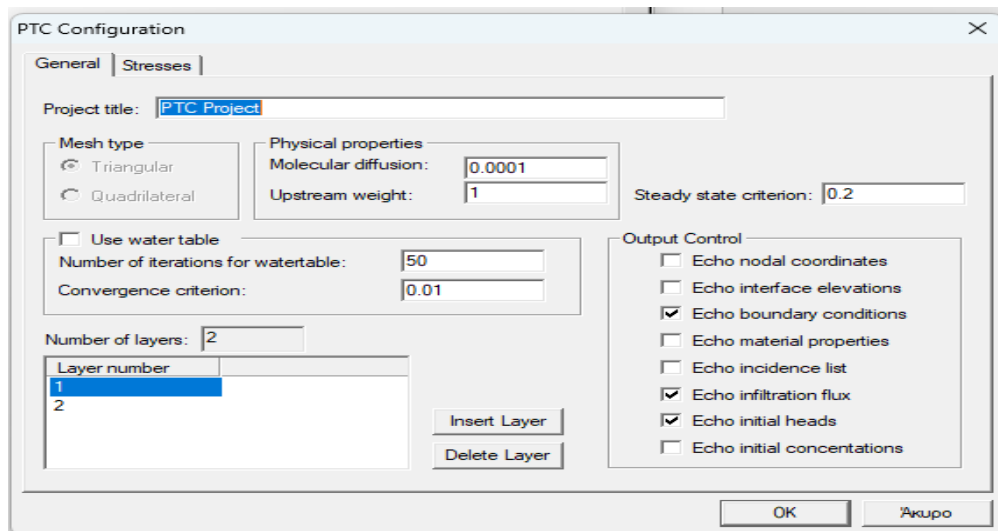 PTC Configuration
General Stresses
Project title: PTC Project
Mesh type
Triangular
Quadrilateral
Physical properties
Molecular diffusion: 0.0001
Upstream weight: 1
Steady state criterion: 0.2
Use water table
Number of iterations for watertable: 50
Convergence criterion: 0.01
Number of layers: 2
Layer number
1
2
Insert Layer
Delete Layer
Output Control
Echo nodal coordinates
Echo interface elevations
Echo boundary conditions
Echo material properties
Echo incidence list
Echo infiltration flux
Echo initial heads
Echo initial concentations
OK Άκυρο